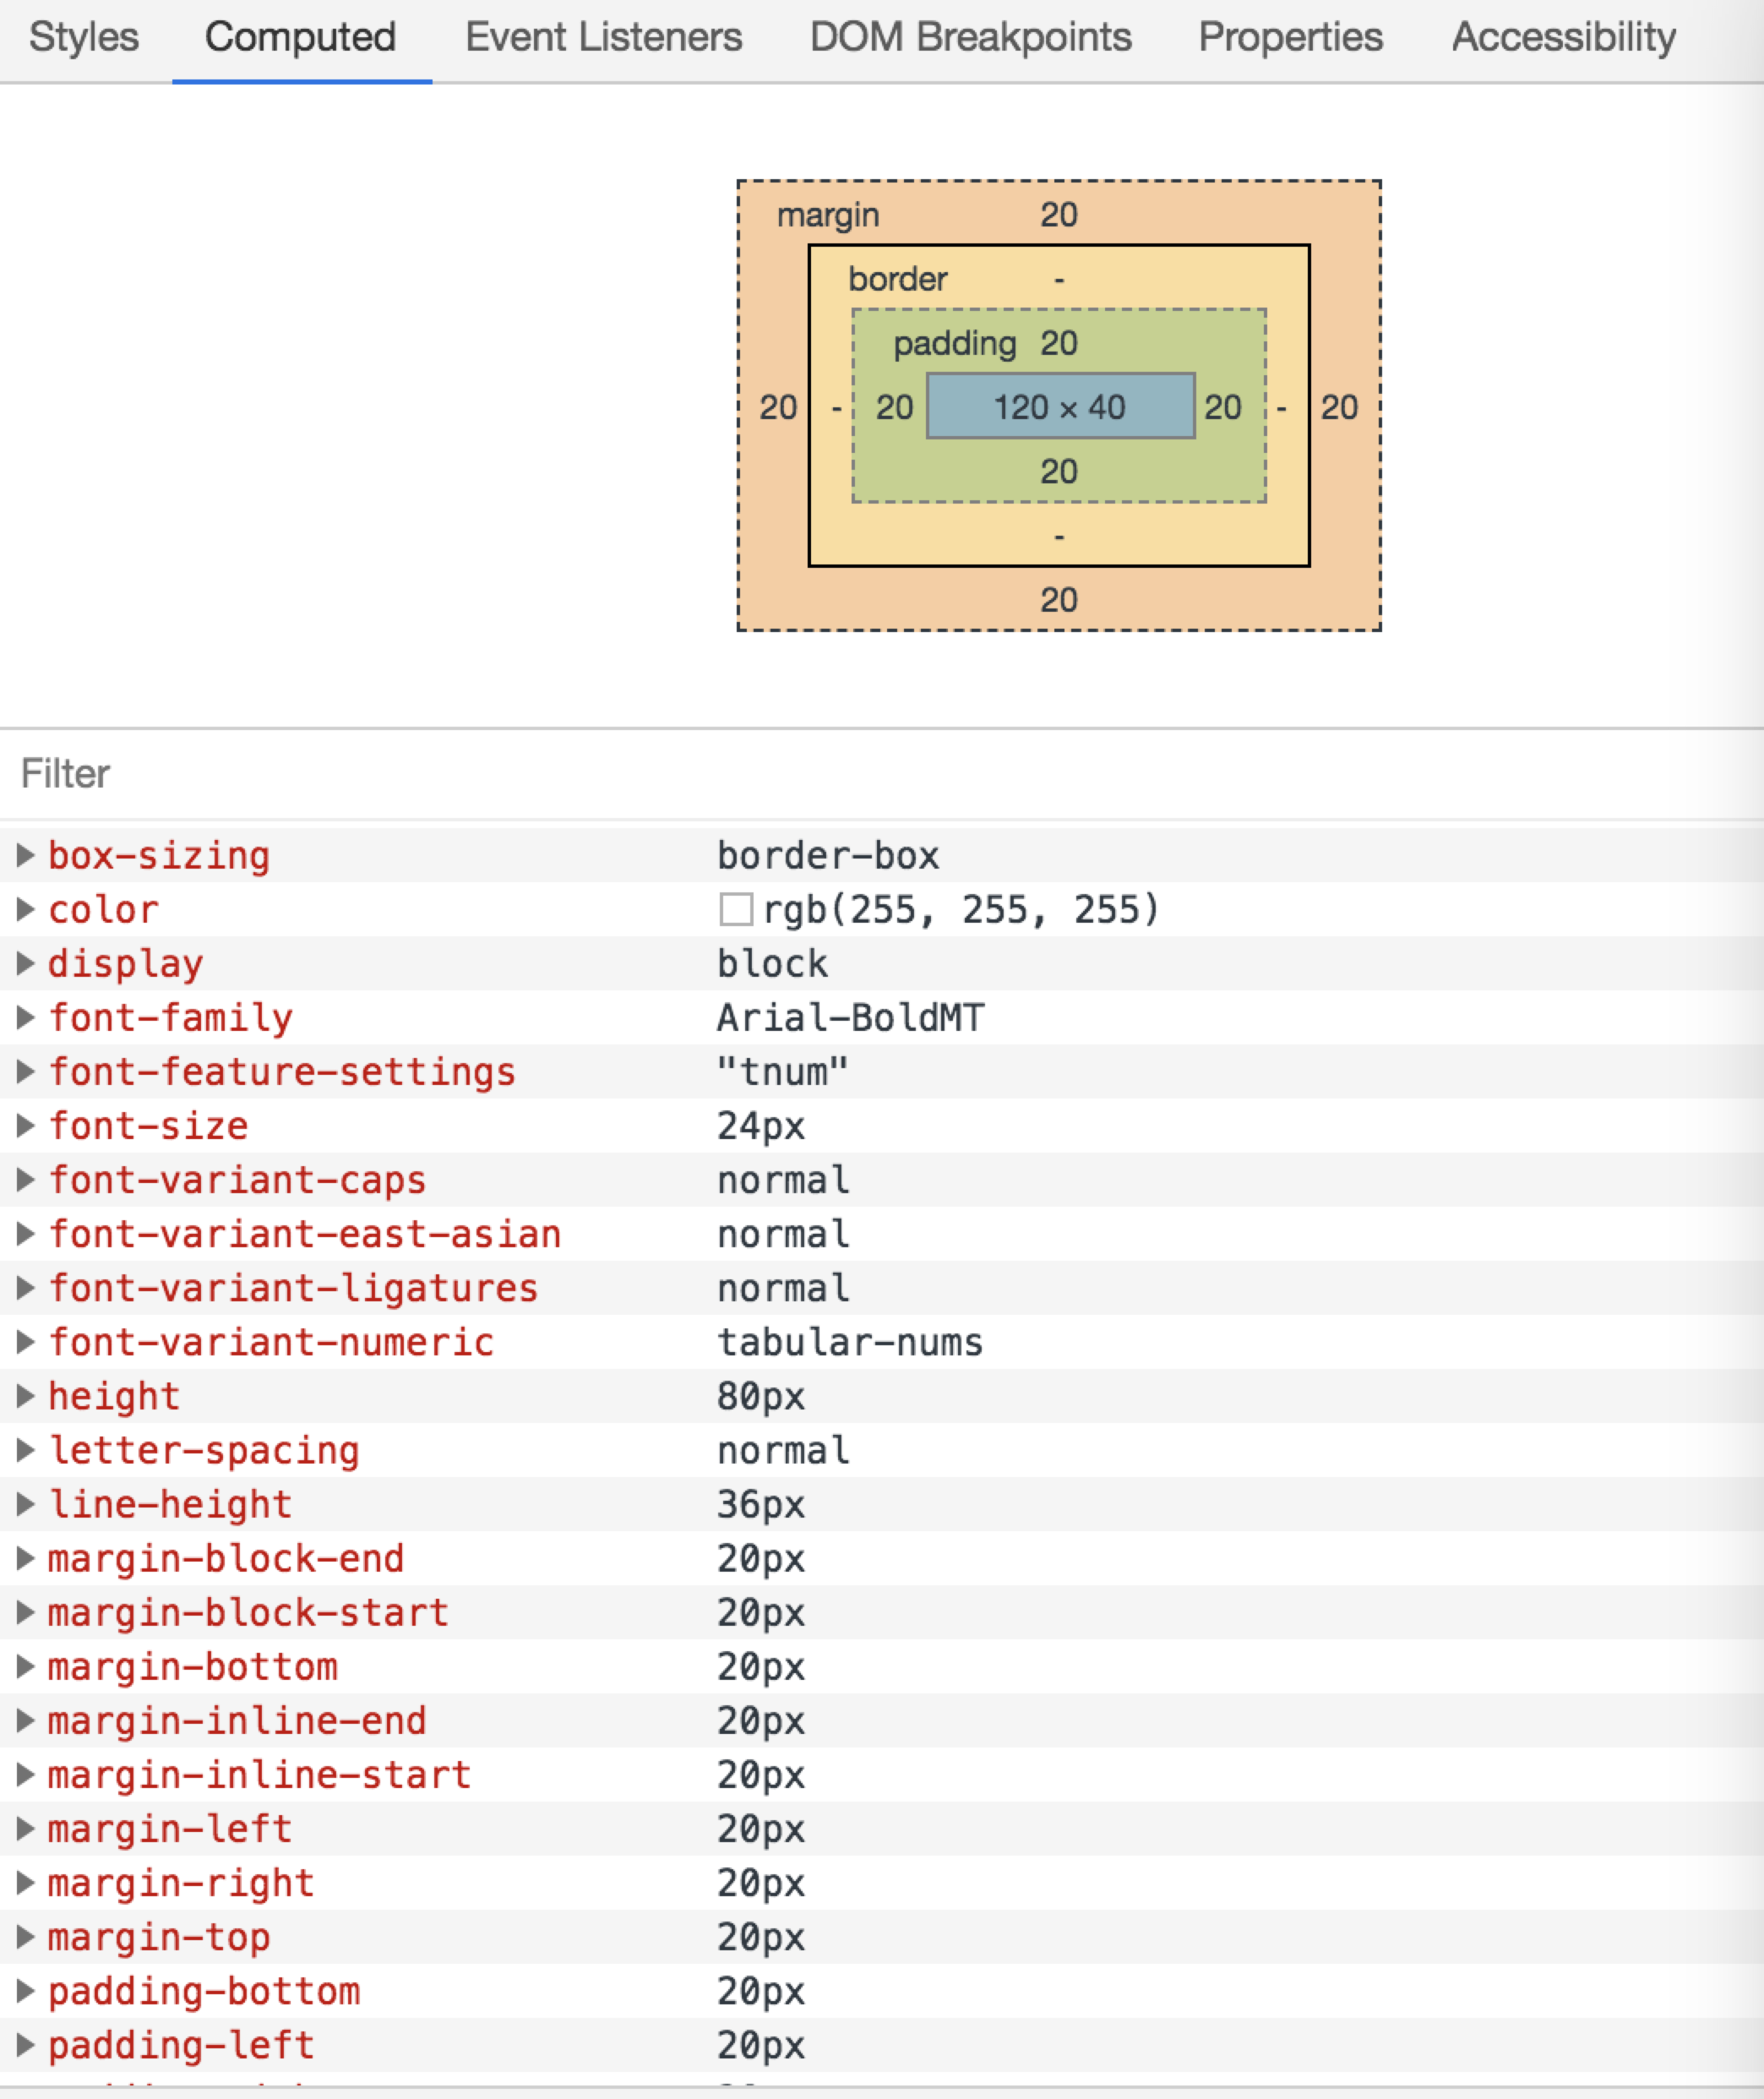 Styles Computed Event Listeners DOM Breakpoints Properties Accessibility
margin 20
border -
padding 20
20 - 20 120 × 40 20 - 20
20
-
20
Filter
box-sizing border-box
color rgb(255, 255, 255)
display block
font-family Arial-BoldMT
font-feature-settings "tnum"
font-size 24px
font-variant-caps normal
font-variant-east-asian normal
font-variant-ligatures normal
font-variant-numeric tabular-nums
height 80px
letter-spacing normal
line-height 36px
margin-block-end 20px
margin-block-start 20px
margin-bottom 20px
margin-inline-end 20px
margin-inline-start 20px
margin-left 20px
margin-right 20px
margin-top 20px
padding-bottom 20px
padding-left 20px